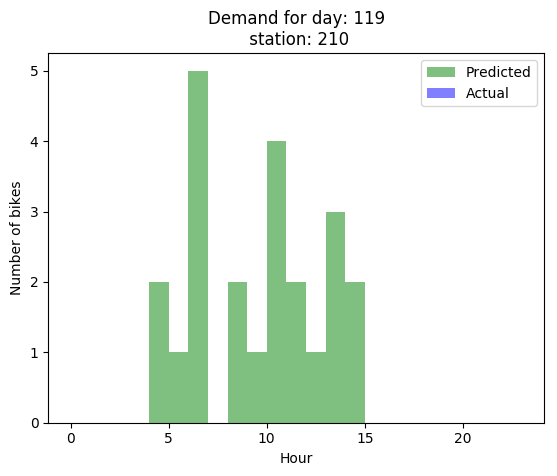 Demand for day: 119
station: 210
Predicted
Actual
Number of bikes
5
4
3
2
1
0
0 5 10 15 20
Hour